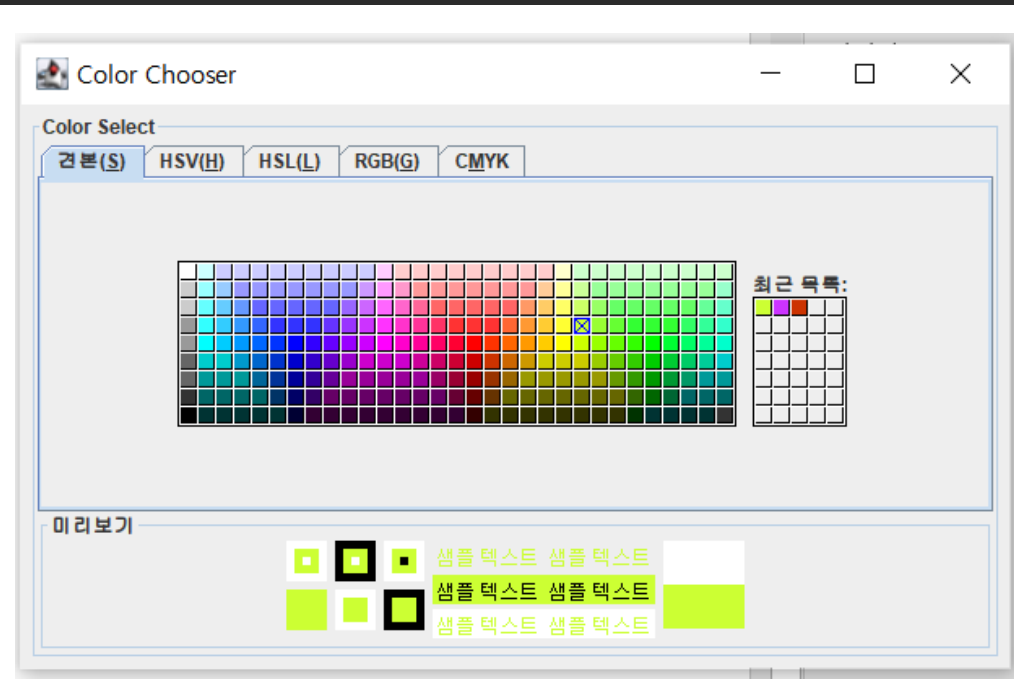 Color Chooser
Color Select
견본(S) HSV(H) HSL(L) RGB(G) CMYK
최근 목록:
미리보기
샘플 텍스트 샘플 텍스트
샘플 텍스트 샘플 텍스트
샘플 텍스트 샘플 텍스트